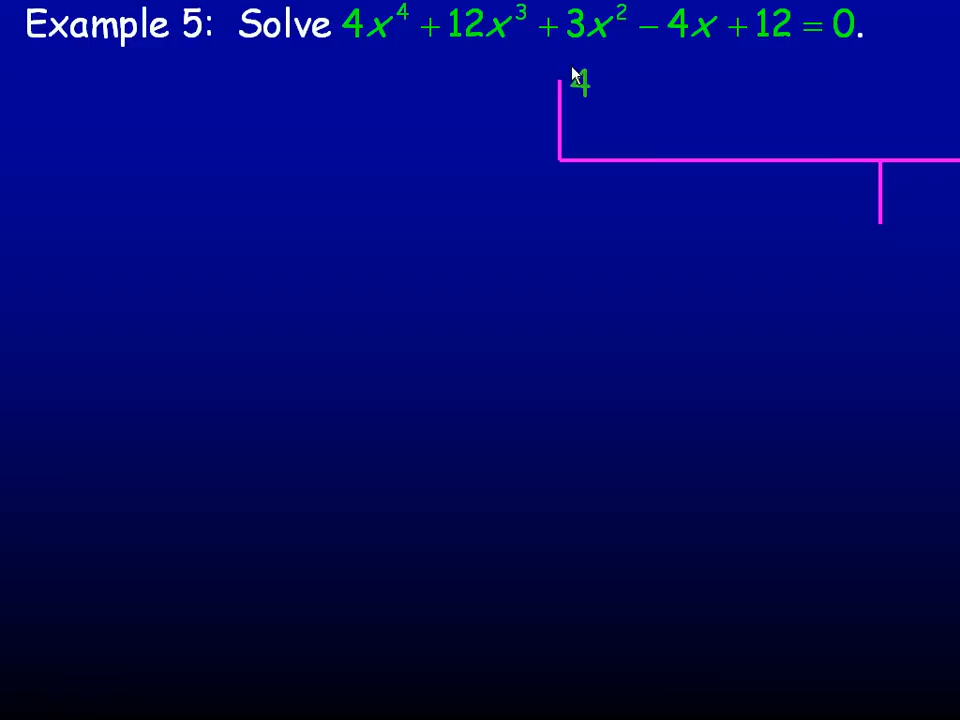 Example 5: Solve 4x⁴ + 12x³ + 3x² − 4x + 12 = 0.
4